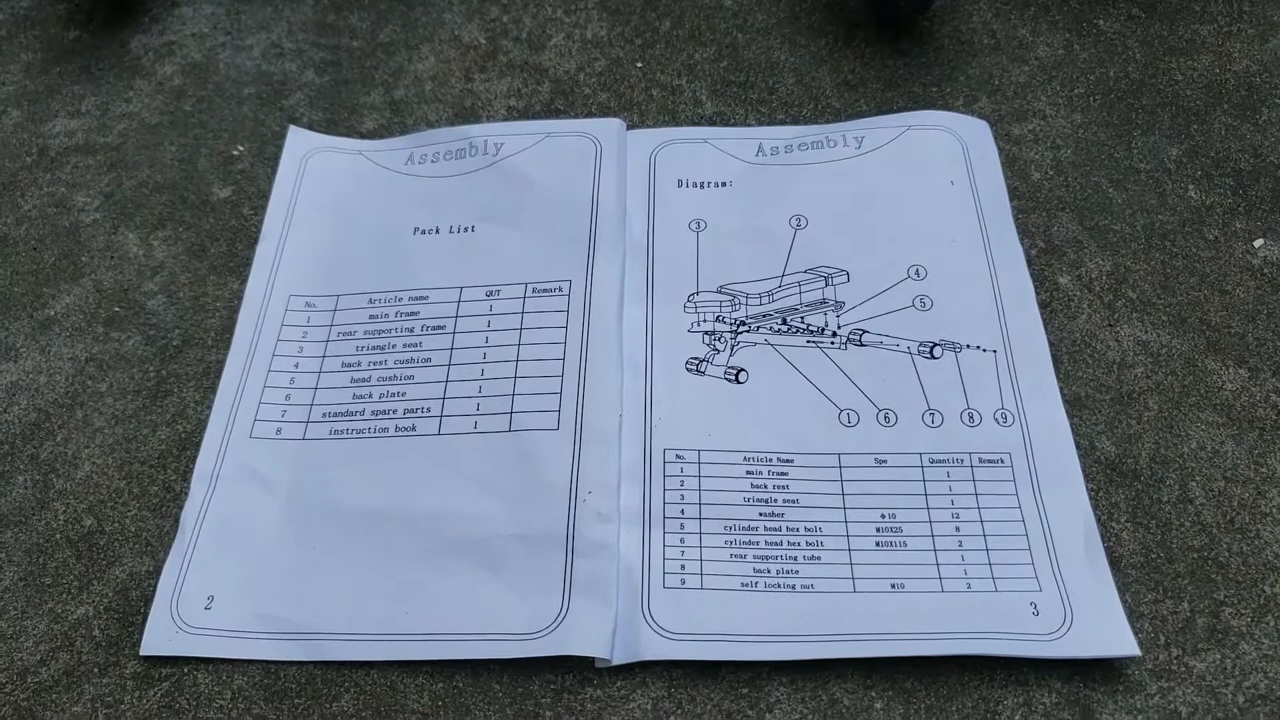 Assembly
Pack List
No. Article name QUT Remark
1 main frame 1
2 rear supporting frame 1
3 triangle seat 1
4 back rest cushion 1
5 head cushion 1
6 back plate 1
7 standard spare parts 1
8 instruction book 1
2
Assembly
Diagram:
3 2
4
5
1 6 7 8 9
No. Article Name Spe Quantity Remark
1 main frame 1
2 back rest 1
3 triangle seat 1
4 washer Φ10 12
5 cylinder head hex bolt M10X25 8
6 cylinder head hex bolt M10X115 2
7 rear supporting tube 1
8 back plate 1
9 self locking nut M10 2
3